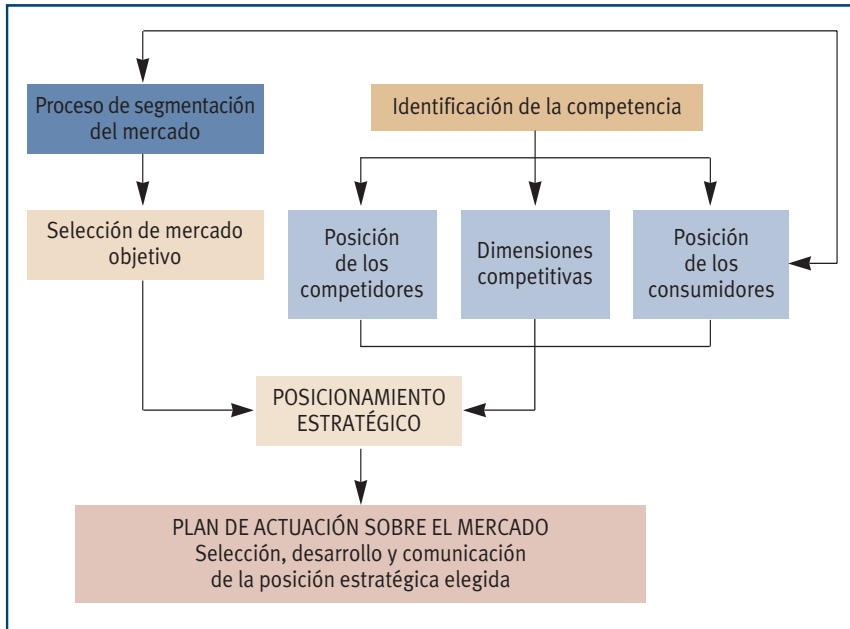 Proceso de segmentación
del mercado
Identificación de la competencia
Selección de mercado
objetivo
Posición
de los
competidores
Dimensiones
competitivas
Posición
de los
consumidores
POSICIONAMIENTO
ESTRATÉGICO
PLAN DE ACTUACIÓN SOBRE EL MERCADO
Selección, desarrollo y comunicación
de la posición estratégica elegida